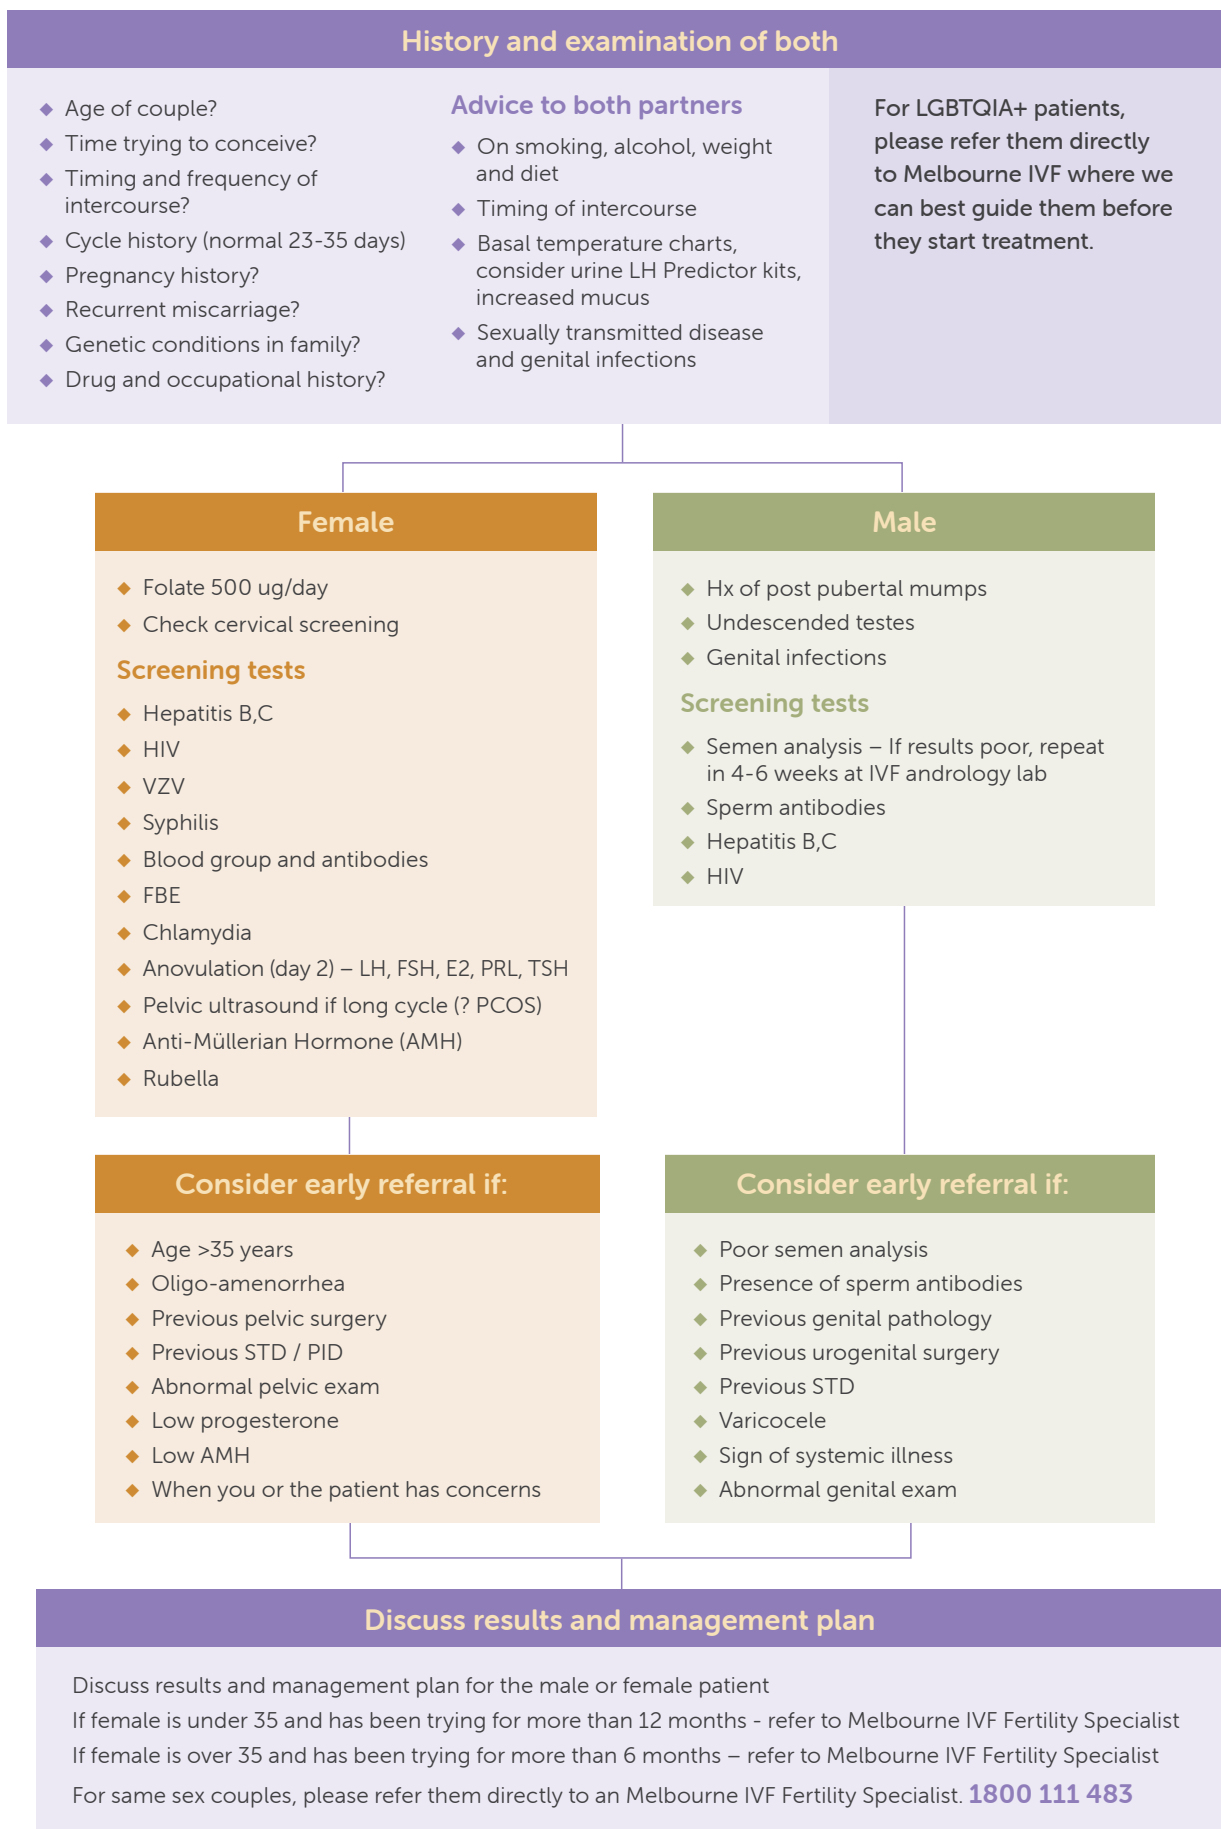 History and examination of both
Age of couple?
Time trying to conceive?
Timing and frequency of
intercourse?
Cycle history (normal 23-35 days)
Pregnancy history?
Recurrent miscarriage?
Genetic conditions in family?
Drug and occupational history?
Advice to both partners
On smoking, alcohol, weight
and diet
Timing of intercourse
Basal temperature charts,
consider urine LH Predictor kits,
increased mucus
Sexually transmitted disease
and genital infections
For LGBTQIA+ patients,
please refer them directly
to Melbourne IVF where we
can best guide them before
they start treatment.
Female
Folate 500 ug/day
Check cervical screening
Screening tests
Hepatitis B,C
HIV
VZV
Syphilis
Blood group and antibodies
FBE
Chlamydia
Anovulation (day 2) – LH, FSH, E2, PRL, TSH
Pelvic ultrasound if long cycle (? PCOS)
Anti-Müllerian Hormone (AMH)
Rubella
Male
Hx of post pubertal mumps
Undescended testes
Genital infections
Screening tests
Semen analysis – If results poor, repeat
in 4-6 weeks at IVF andrology lab
Sperm antibodies
Hepatitis B,C
HIV
Consider early referral if:
Age >35 years
Oligo-amenorrhea
Previous pelvic surgery
Previous STD / PID
Abnormal pelvic exam
Low progesterone
Low AMH
When you or the patient has concerns
Consider early referral if:
Poor semen analysis
Presence of sperm antibodies
Previous genital pathology
Previous urogenital surgery
Previous STD
Varicocele
Sign of systemic illness
Abnormal genital exam
Discuss results and management plan
Discuss results and management plan for the male or female patient
If female is under 35 and has been trying for more than 12 months - refer to Melbourne IVF Fertility Specialist
If female is over 35 and has been trying for more than 6 months – refer to Melbourne IVF Fertility Specialist
For same sex couples, please refer them directly to an Melbourne IVF Fertility Specialist. 1800 111 483